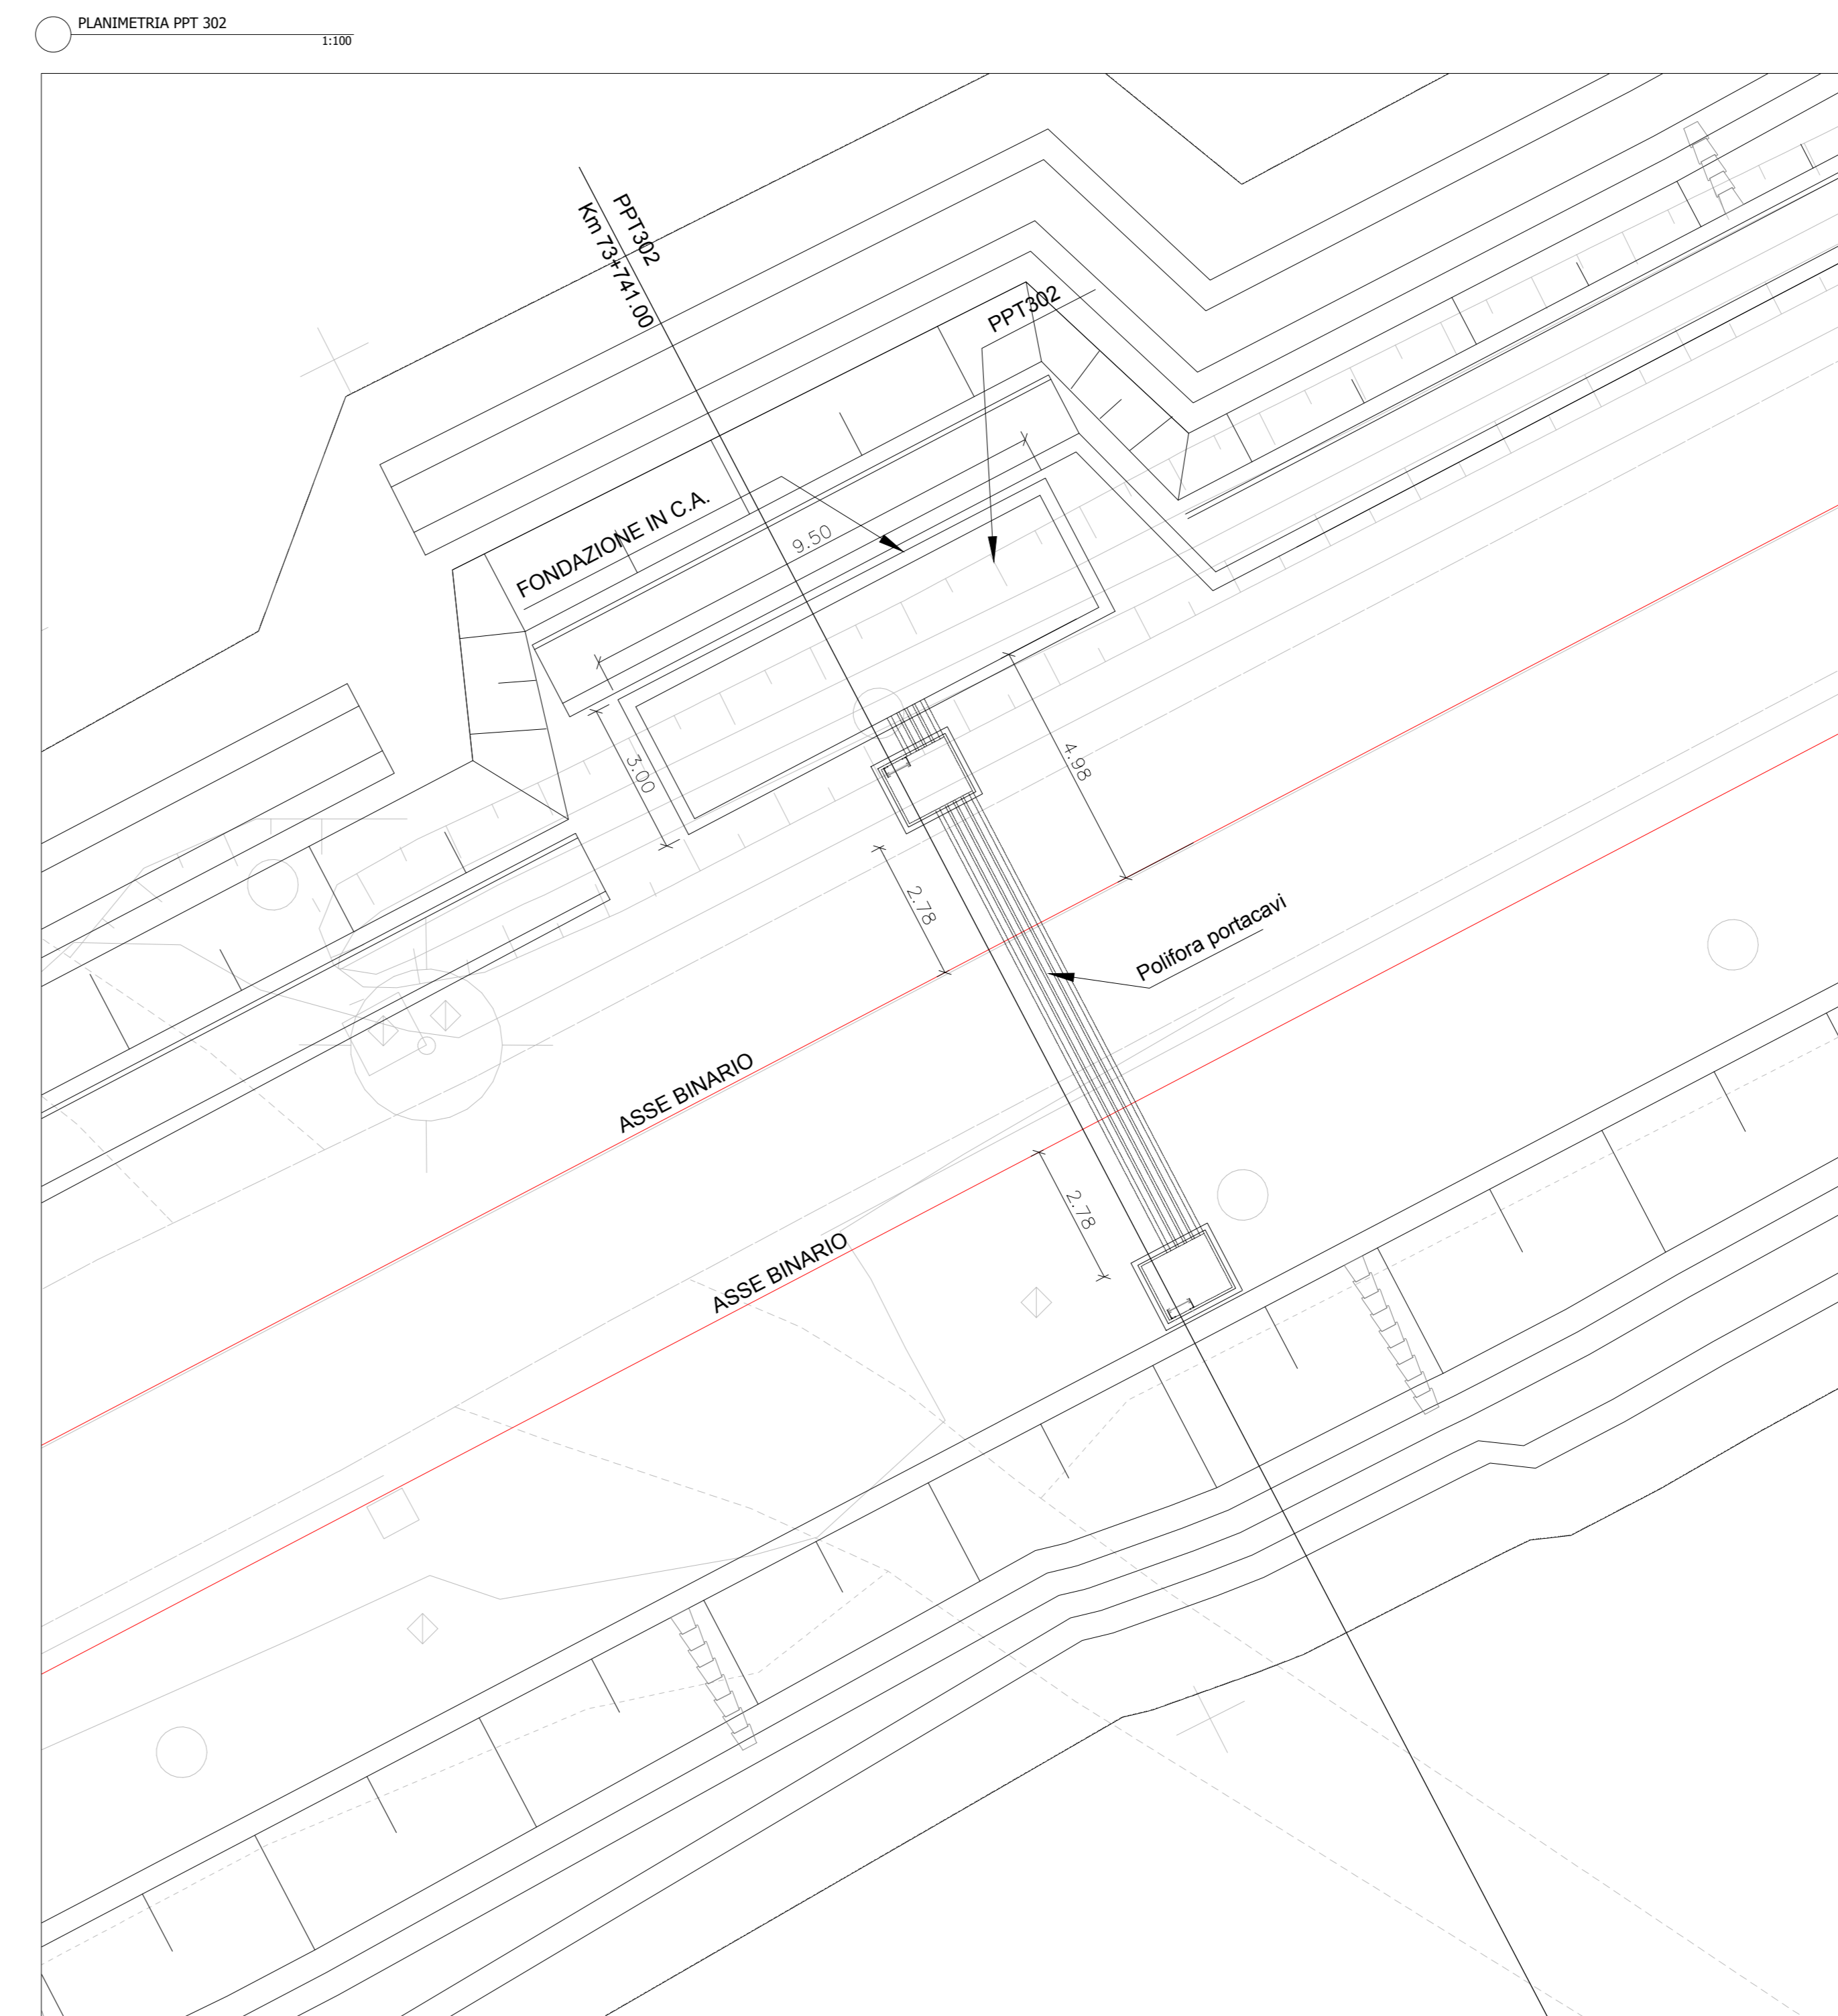 PLANIMETRIA PPT 302
1:100
PPT302
Km 73+741.00
PPT302
FONDAZIONE IN C.A.
9.50
3.00
4.98
2.78
Polifora portacavi
ASSE BINARIO
2.78
ASSE BINARIO